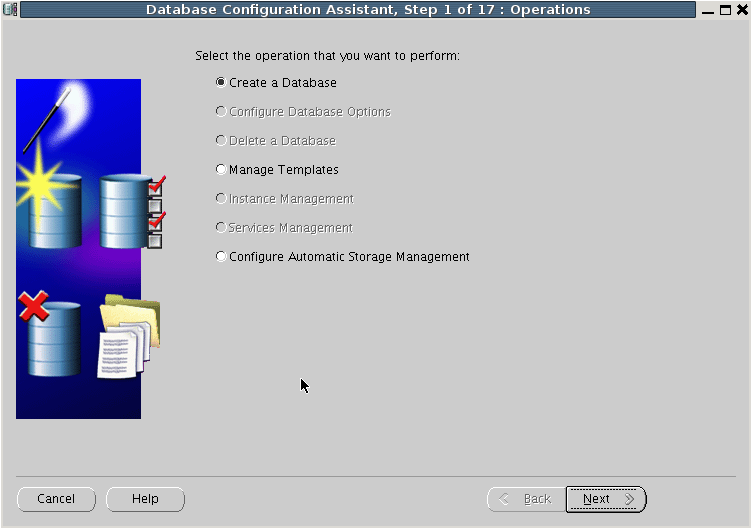 Database Configuration Assistant, Step 1 of 17 : Operations
Select the operation that you want to perform:
Create a Database
Configure Database Options
Delete a Database
Manage Templates
Instance Management
Services Management
Configure Automatic Storage Management
Cancel
Help
Back
Next